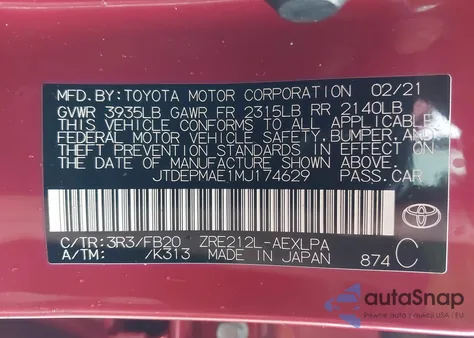 MFD.BY:TOYOTA MOTOR CORPORATION 02/21
GVWR 3935LB GAWR FR 2315LB RR 2140LB
THIS VEHICLE CONFORMS TO ALL APPLICABLE
FEDERAL MOTOR VEHICLE SAFETY, BUMPER, AND
THEFT PREVENTION STANDARDS IN EFFECT ON
THE DATE OF MANUFACTURE SHOWN ABOVE.
JTDEPMAE1MJ174629 PASS.CAR
C/TR:3R3/FB20 ZRE212L-AEXLPA
A/TM: /K313 MADE IN JAPAN 874 C
TOYOTA
autoSnap